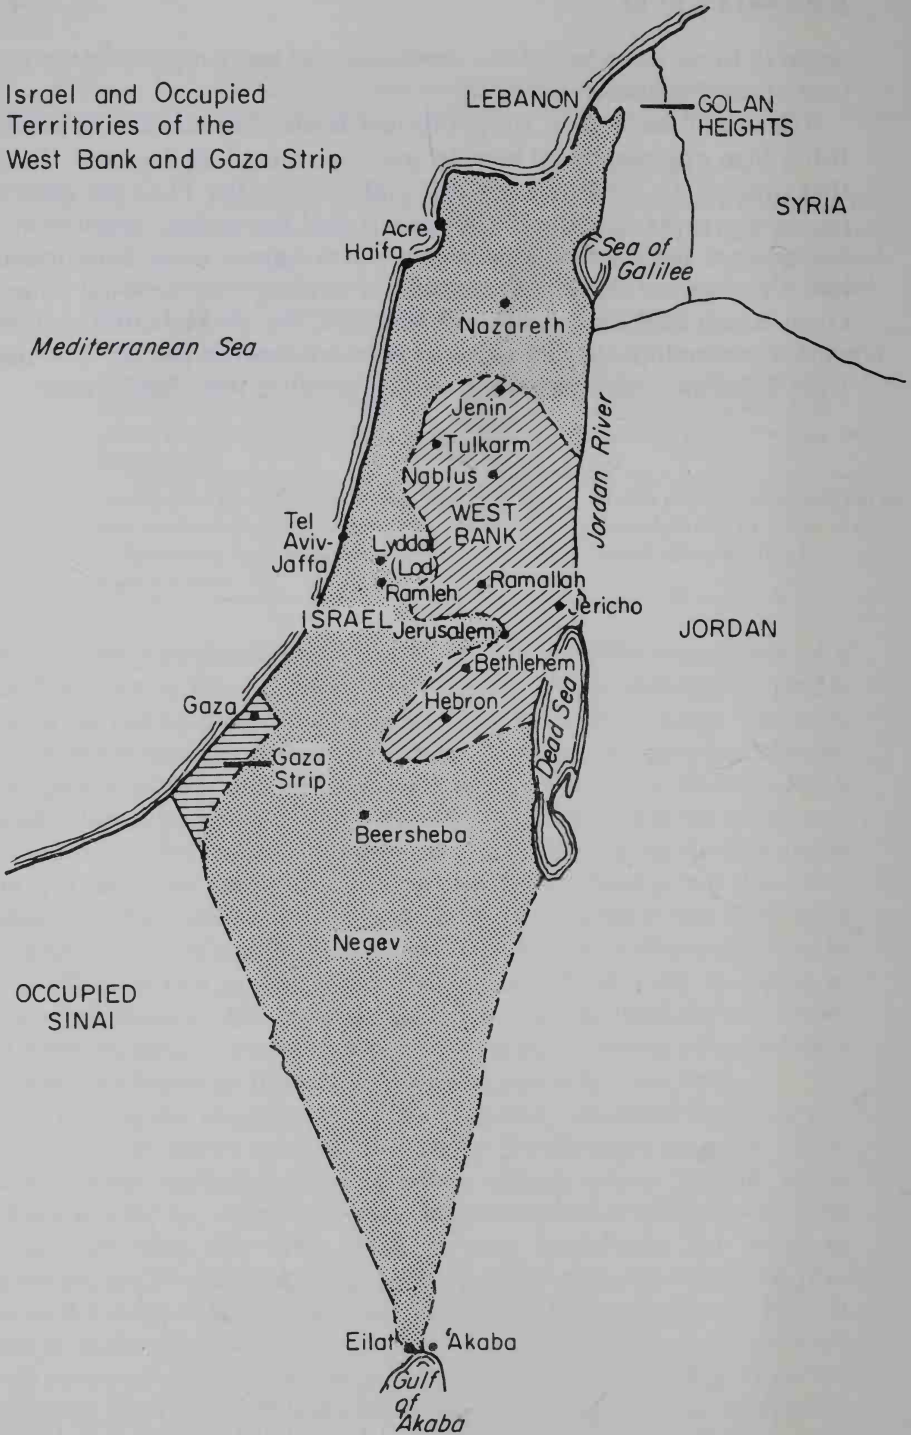 Israel and Occupied
Territories of the
West Bank and Gaza Strip
LEBANON
GOLAN
HEIGHTS
SYRIA
Acre
Haifa
Sea of
Galilee
Nazareth
Mediterranean Sea
Jenin
Tulkarm
Nablus
Jordan River
WEST
BANK
Tel
Aviv-
Jaffa
Lydda
(Lod)
Ramleh
Ramallah
Jericho
ISRAEL
Jerusalem
JORDAN
Bethlehem
Hebron
Dead Sea
Gaza
Gaza
Strip
Beersheba
Negev
OCCUPIED
SINAI
Eilat
'Akaba
Gulf
of
'Akaba